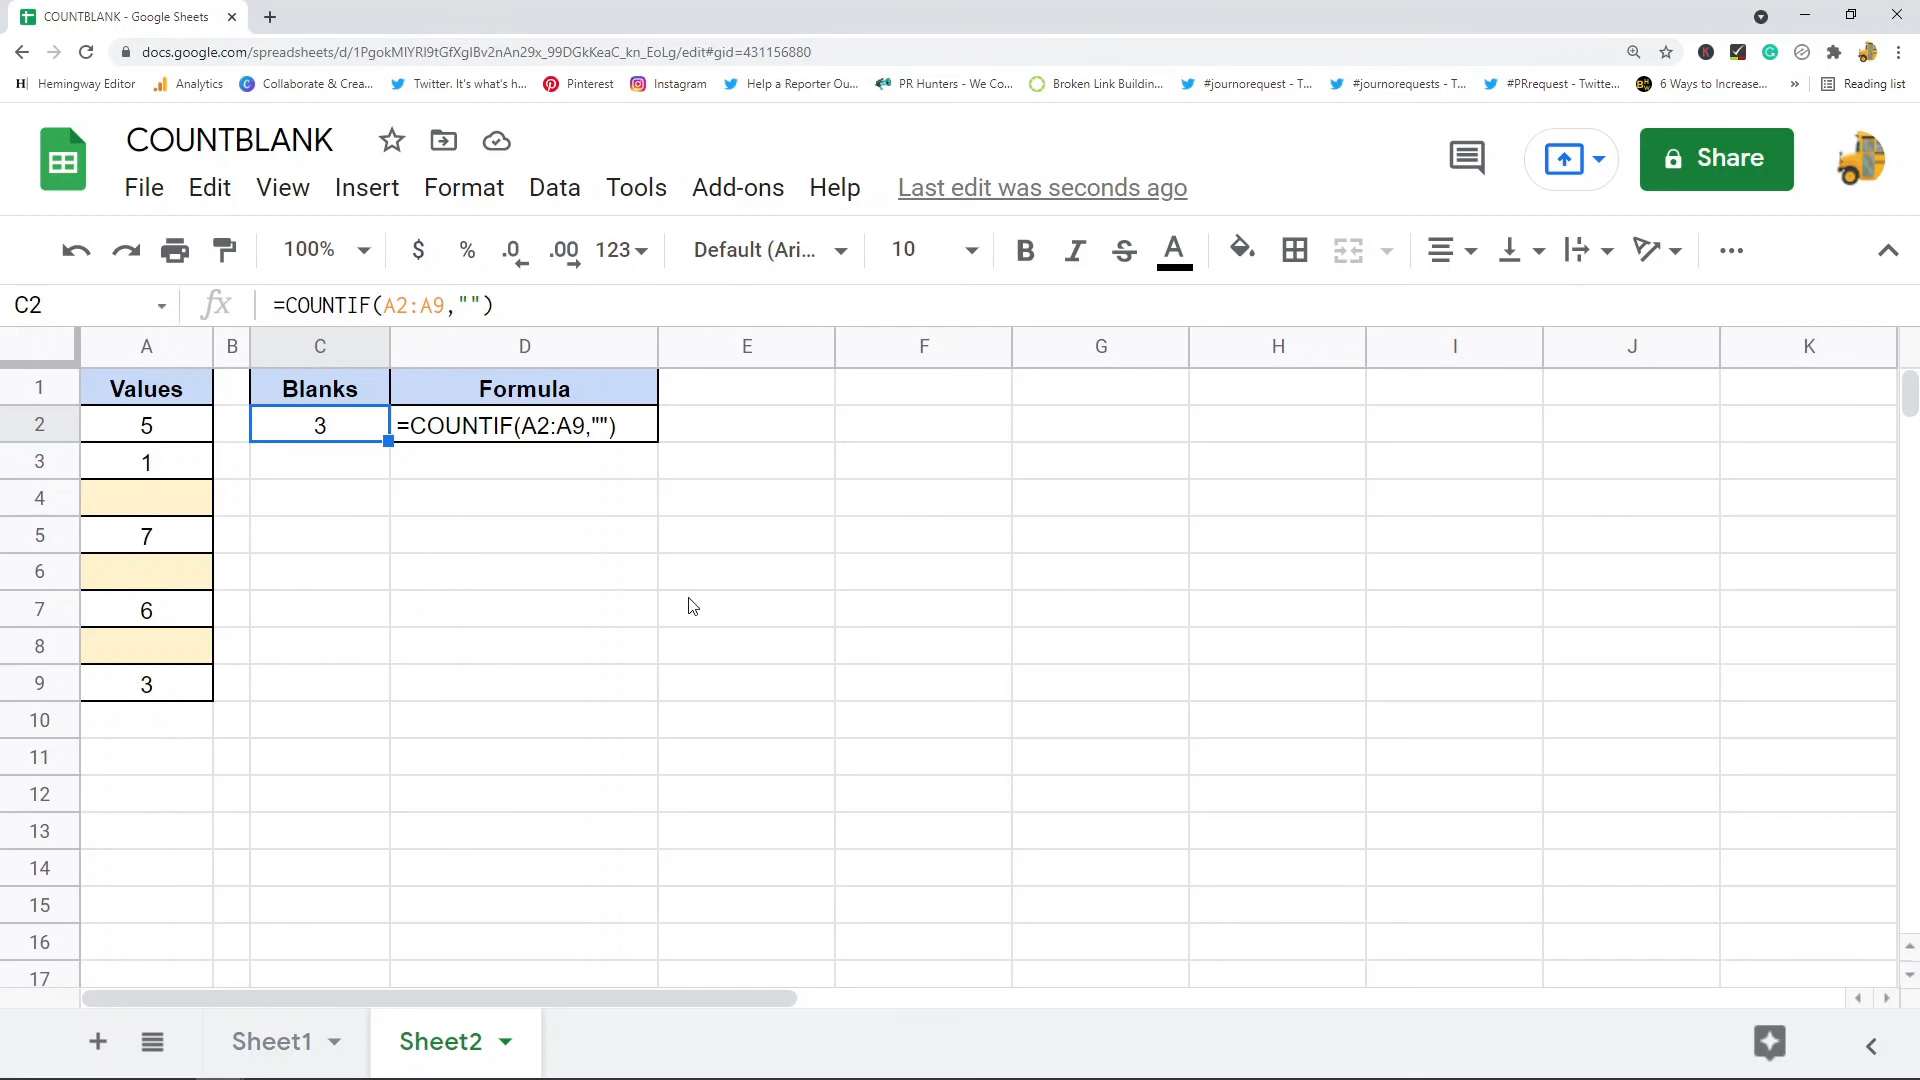 COUNTBLANK - Google Sheets
docs.google.com/spreadsheets/d/1PgokMlYRl9tGfXglBv2nAn29x_99DGkKeaC_kn_EoLg/edit#gid=431156880
Hemingway Editor Analytics Collaborate & Crea... Twitter. It's what's h... Pinterest Instagram Help a Reporter Ou... PR Hunters - We Co... Broken Link Building... #journorequest - T... #journorequests - T... #PRrequest - Twitte... 6 Ways to Increase... » Reading list
COUNTBLANK
Share
File Edit View Insert Format Data Tools Add-ons Help Last edit was seconds ago
100% $ % .0 .00 123 Default (Ari... 10 B I S A
C2 fx =COUNTIF(A2:A9,"")
A B C D E F G H I J K
1 Values Blanks Formula
2 5 3 =COUNTIF(A2:A9,"")
3 1
4
5 7
6
7 6
8
9 3
10
11
12
13
14
15
16
17
Sheet1 Sheet2